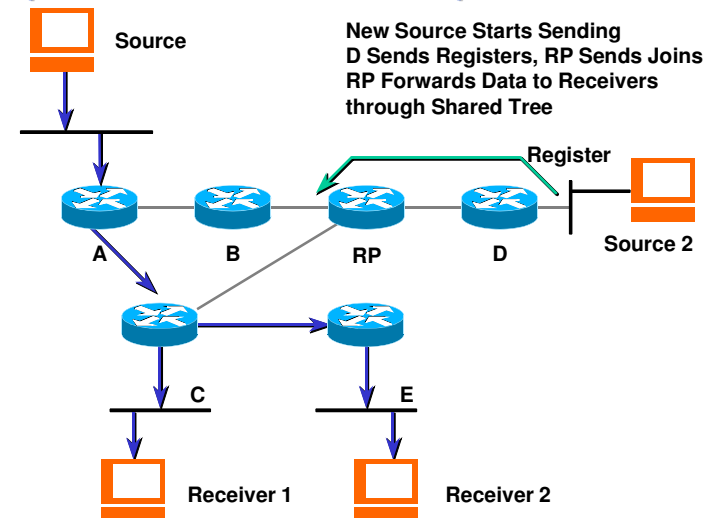 Source
New Source Starts Sending
D Sends Registers, RP Sends Joins
RP Forwards Data to Receivers
through Shared Tree
Register
Source 2
A
B
RP
D
C
E
Receiver 1
Receiver 2